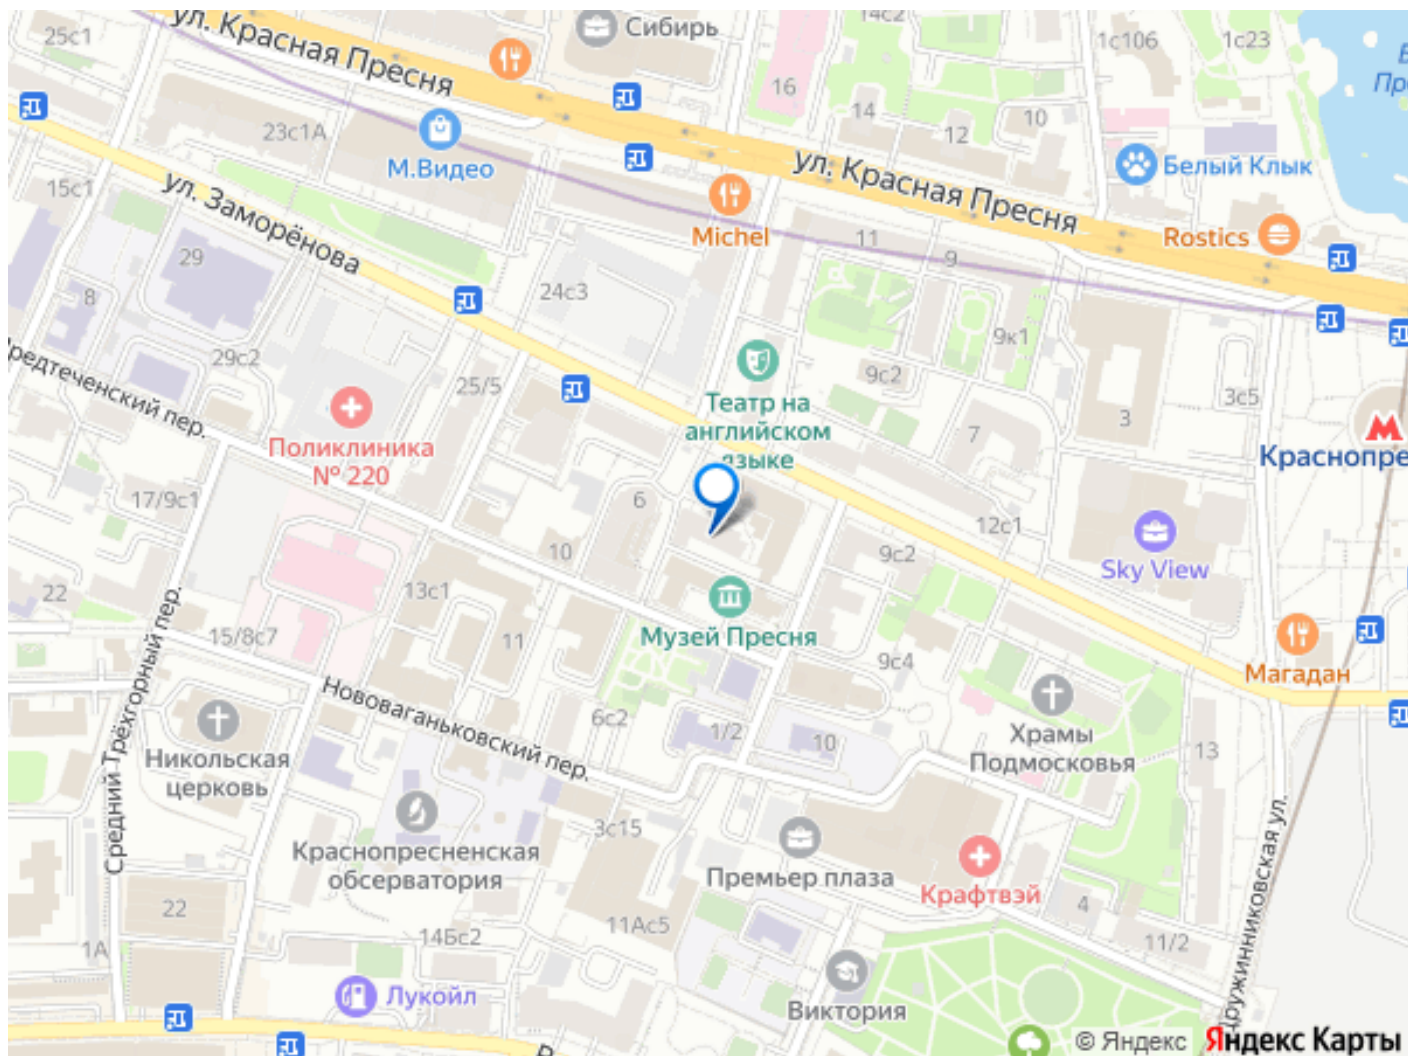 25с1
ул. Красная Пресня
Сибирь
14с2
1с106
1с23
16
14
12
10
23с1А
М.Видео
ул. Красная Пресня
Белый Клык
15с1
ул. Заморёнова
Michel
11
9
Rostics
29
8
24с3
9к1
29с2
25/5
9с2
3с5
3
7
Театр на
английском
языке
Поликлиника
№ 220
Краснопре
17/9с1
6
12с1
10
9с2
Sky View
22
13с1
15/8с7
11
Музей Пресня
9с4
Магадан
Средний Трёхгорный пер.
Нововаганьковский пер.
6с2
1/2
10
Храмы
Подмосковья
13
Никольская
церковь
3с15
Краснопресненская
обсерватория
Премьер плаза
Крафтвэй
22
4
1А
14Бс2
11Ас5
11/2
Лукойл
Виктория
© Яндекс
Яндекс Карты